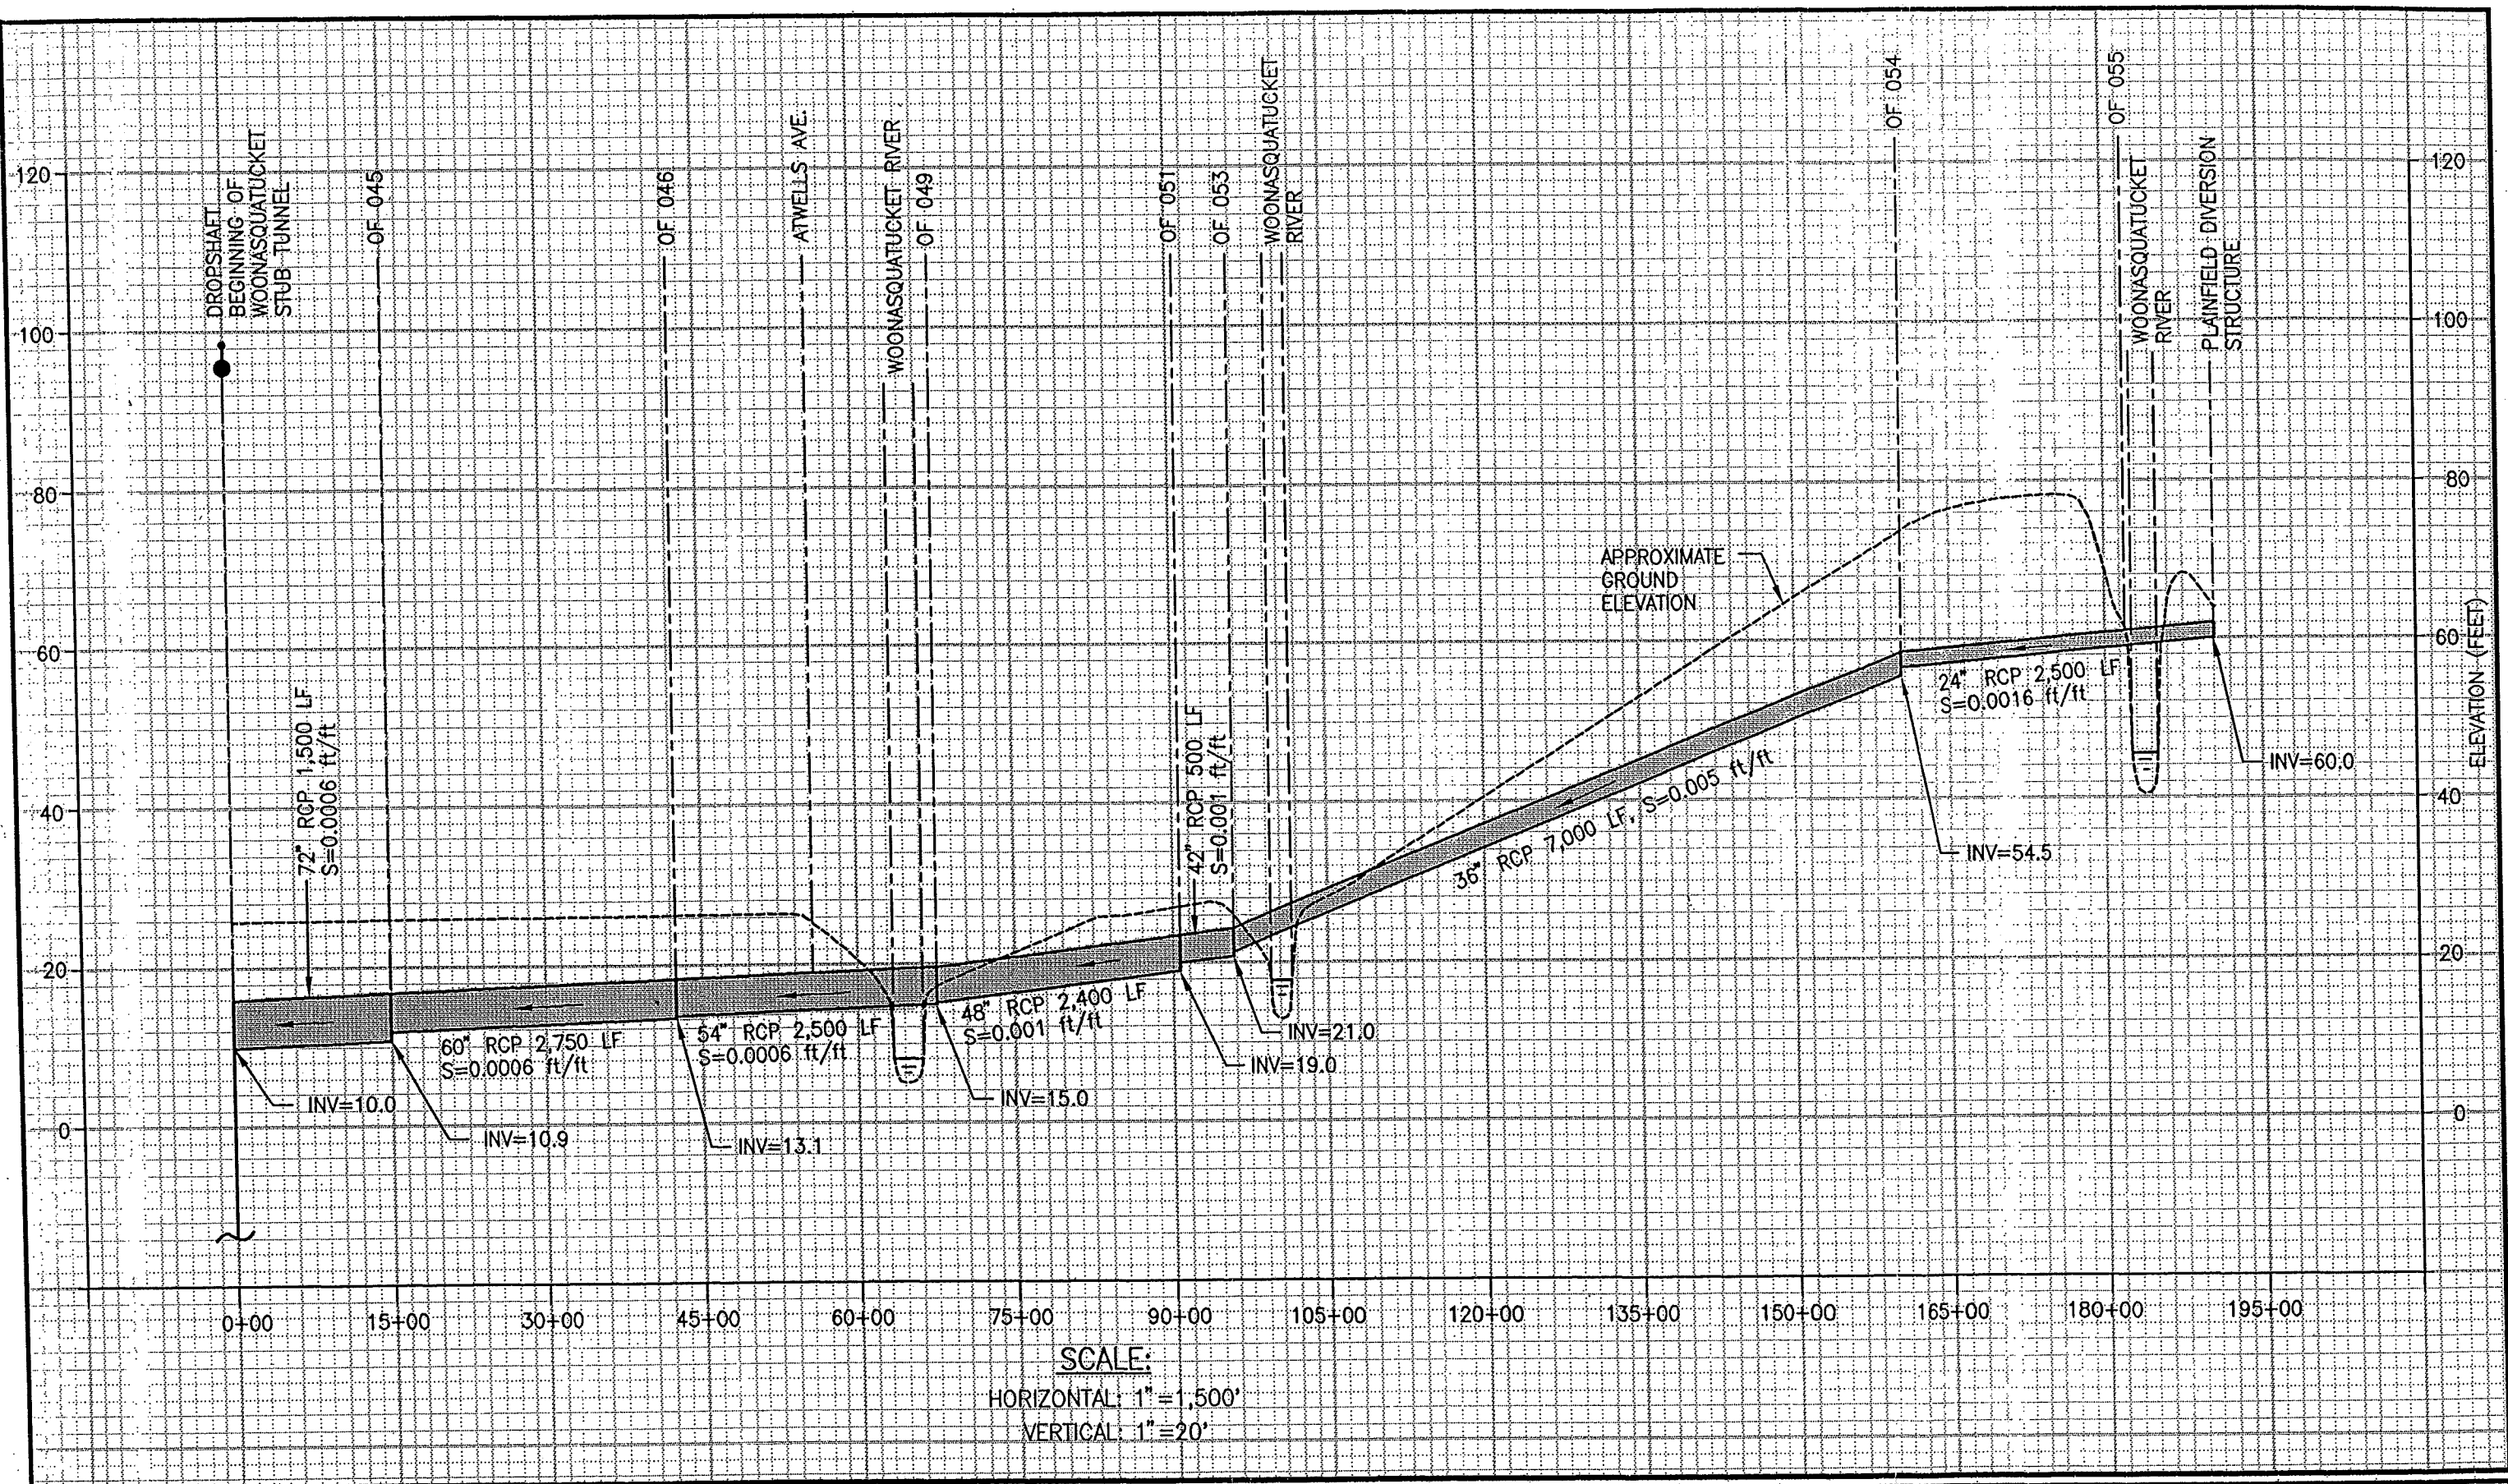 DROPSHAFT
BEGINNING OF
WOONASQUATUCKET
STUB TUNNEL
OF 045
OF 046
ATWELLS AVE.
WOONASQUATUCKET RIVER
OF 049
OF 051
OF 053
WOONASQUATUCKET
RIVER
OF 054
OF 055
WOONASQUATUCKET
RIVER
PLAINFIELD DIVERSION
STRUCTURE
120
100
80
60
40
20
0
120
100
80
60
40
20
0
ELEVATION (FEET)
APPROXIMATE
GROUND
ELEVATION
72" RCP 1,500 LF
S=0.0006 ft/ft
60" RCP 2,750 LF
S=0.0006 ft/ft
54" RCP 2,500 LF
S=0.0006 ft/ft
48" RCP 2,400 LF
S=0.001 ft/ft
42" RCP 500 LF
S=0.001 ft/ft
36" RCP 7,000 LF, S=0.005 ft/ft
24" RCP 2,500 LF
S=0.0016 ft/ft
INV=10.0
INV=10.9
INV=13.1
INV=15.0
INV=19.0
INV=21.0
INV=54.5
INV=60.0
0+00 15+00 30+00 45+00 60+00 75+00 90+00 105+00 120+00 135+00 150+00 165+00 180+00 195+00
SCALE:
HORIZONTAL: 1"=1,500'
VERTICAL: 1"=20'